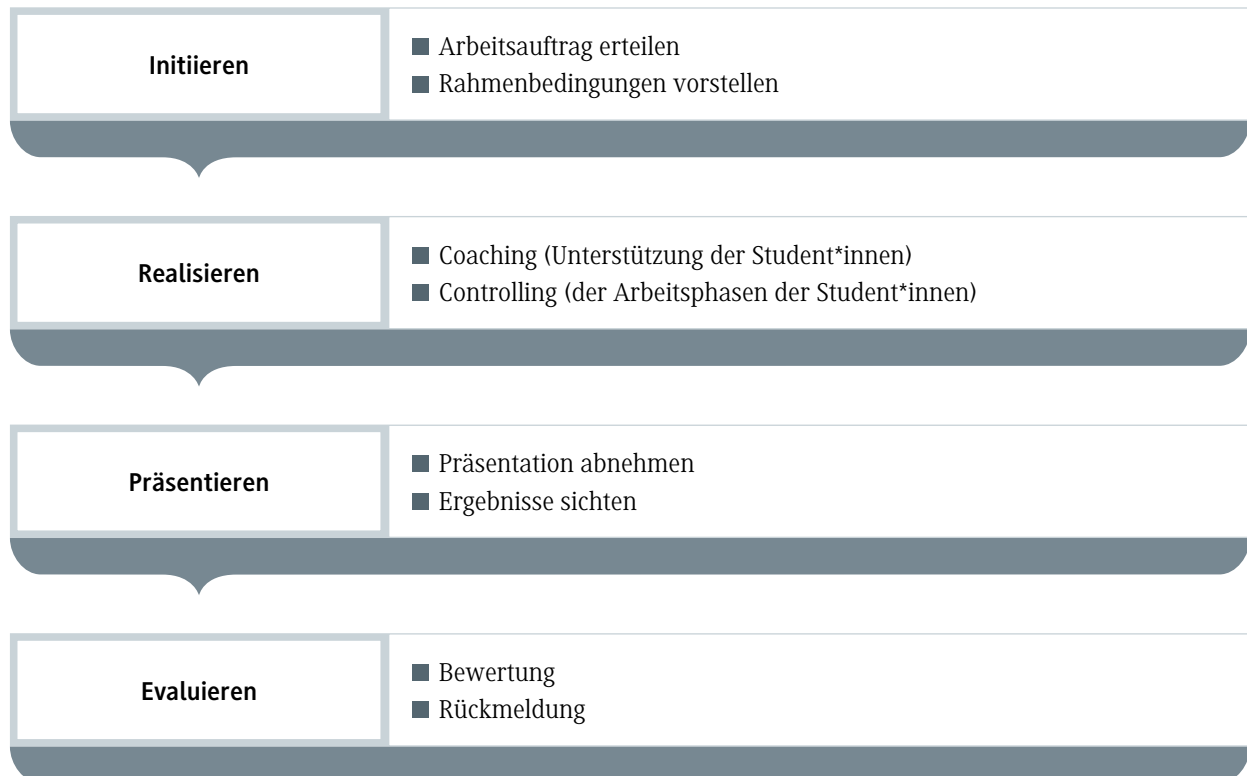 Initiieren
■ Arbeitsauftrag erteilen
■ Rahmenbedingungen vorstellen
Realisieren
■ Coaching (Unterstützung der Student*innen)
■ Controlling (der Arbeitsphasen der Student*innen)
Präsentieren
■ Präsentation abnehmen
■ Ergebnisse sichten
Evaluieren
■ Bewertung
■ Rückmeldung